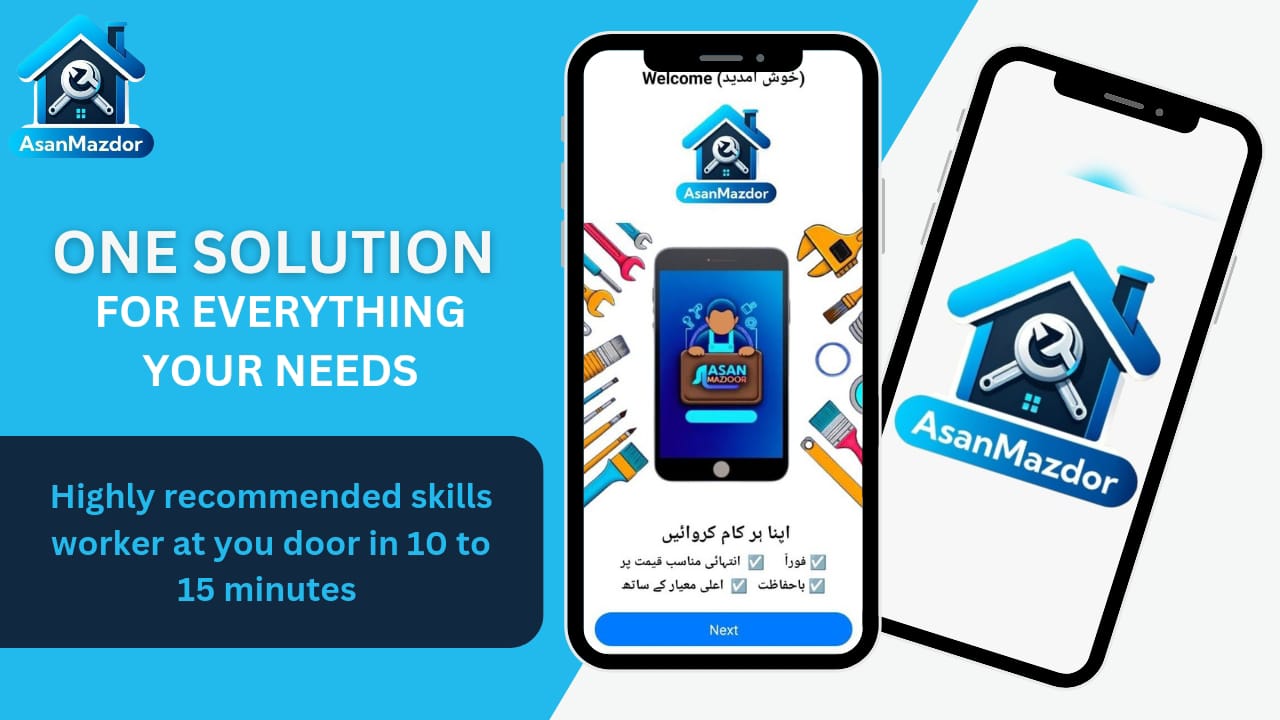 AsanMazdor
ONE SOLUTION
FOR EVERYTHING
YOUR NEEDS
Highly recommended skills
worker at you door in 10 to
15 minutes
Welcome (خوش آمدید)
AsanMazdor
ASAN
MAZDOOR
اپنا ہر کام کروائیں
☑ فوراً ☑ انتہائی مناسب قیمت پر
☑ باحفاظت ☑ اعلی معیار کے ساتھ
Next
AsanMazdor